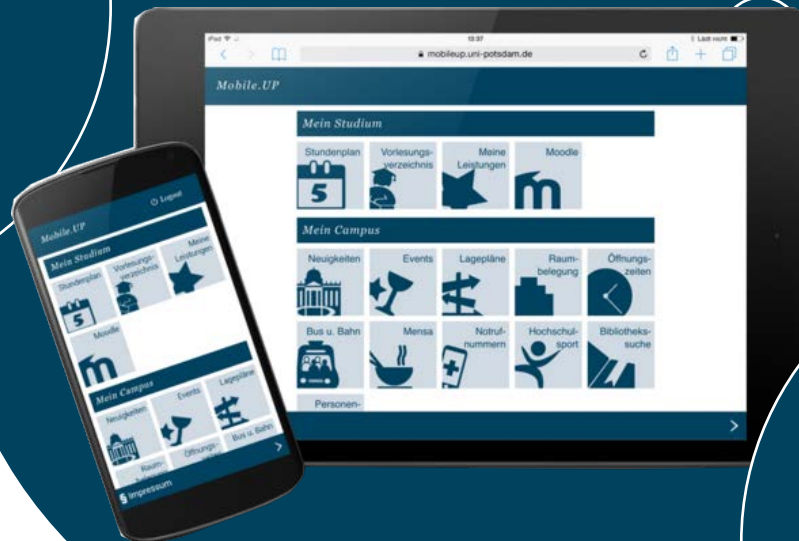 iPad
13:37
Lädt nicht
mobileup.uni-potsdam.de
Mobile.UP
Mein Studium
Stundenplan
5
Vorlesungs-
verzeichnis
Meine
Leistungen
Moodle
m
Mein Campus
Neuigkeiten
Events
Lagepläne
Raum-
belegung
Öffnungs-
zeiten
Bus u. Bahn
Mensa
Notruf-
nummern
Hochschul-
sport
Bibliotheks-
suche
Personen-
Mobile.UP
Logout
Mein Studium
Stundenplan
5
Vorlesungs-
verzeichnis
Meine
Leistungen
Moodle
m
Mein Campus
Neuigkeiten
Events
Lagepläne
Raum-
Öffnungs-
Bus u. Bahn
§ Impressum